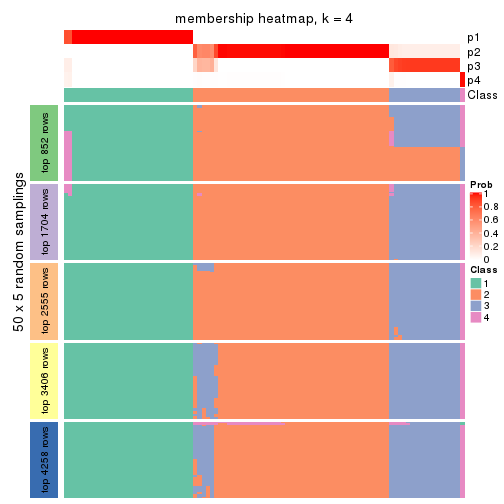 membership heatmap, k = 4
p1
p2
p3
p4
Class
50 x 5 random samplings
top 852 rows
top 1704 rows
top 2555 rows
top 3406 rows
top 4258 rows
Prob
1
0.8
0.6
0.4
0.2
0
Class
1
2
3
4